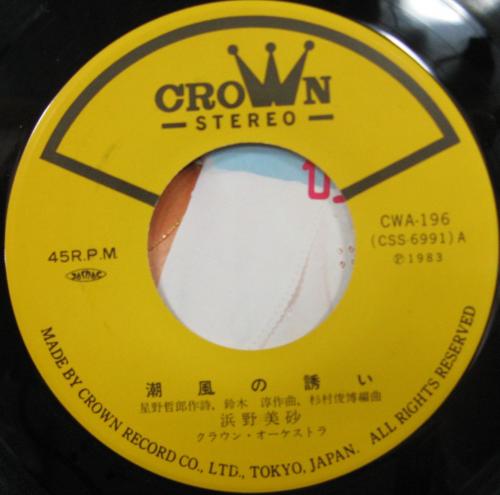 CROWN
STEREO
CWA-196
(CSS-6991) A
℗1983
45R.P.M.
潮風の誘い
星野哲郎作詩、鈴木 淳作曲、杉村俊博編曲
浜野美砂
クラウン・オーケストラ
MADE BY CROWN RECORD CO., LTD., TOKYO, JAPAN. ALL RIGHTS RESERVED